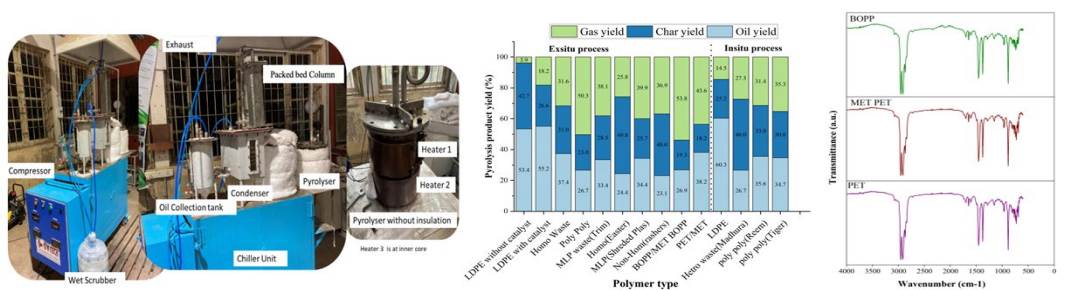 Exhaust
Packed bed Column
Compressor
Condenser
Pyrolyser
Oil Collection tank
Chiller Unit
Wet Scrubber
Heater 1
Heater 2
Pyrolyser without insulation
Heater 3 is at inner core
Gas yield
Char yield
Oil yield
Exsitu process
Insitu process
Pyrolysis product yield (%)
100
80
60
40
20
0
3.9
42.7
53.4
18.2
26.6
55.2
31.6
31.0
37.4
50.3
23.0
26.7
38.1
28.5
33.4
25.8
49.8
24.4
39.9
25.7
34.4
36.9
40.0
23.1
53.8
19.3
26.9
43.6
18.2
38.2
14.5
25.2
60.3
27.3
46.0
26.7
31.4
33.0
35.6
35.3
30.0
34.7
LDPE without catalyst
LDPE with catalyst
Homo Waste
Poly Poly
MLP waste(Trim)
Homo(Easter)
MLP(Shreded Plas)
Non-Hom(rashers)
BOPP/MET BOPP
PET/MET
LDPE
Hetro waste(Madhura)
poly poly(Reem)
poly poly(Tiger)
Polymer type
BOPP
MET PET
PET
Transmittance (a.u.)
4000
3000
2000
1000
0
Wavenumber (cm-1)